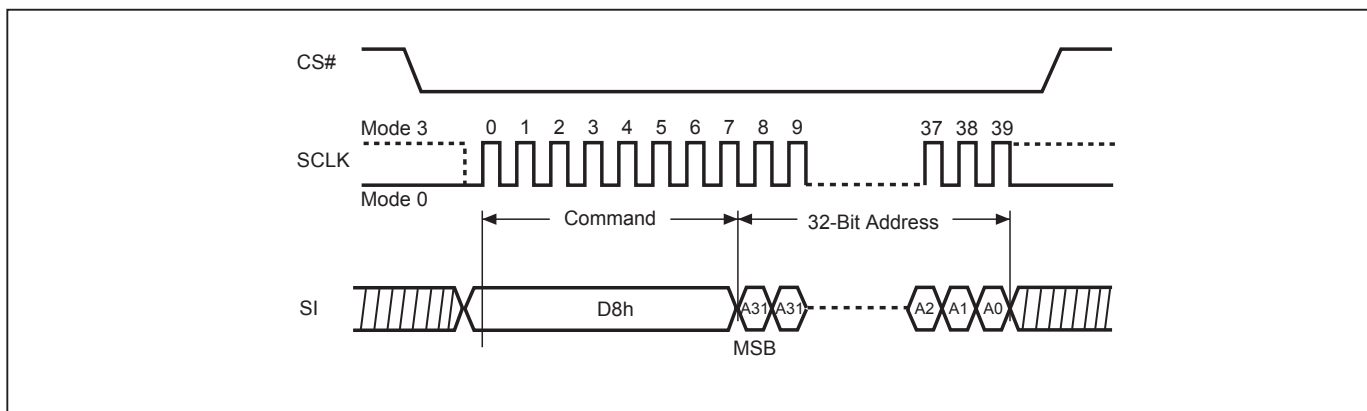 CS#
Mode 3
0 1 2 3 4 5 6 7 8 9 37 38 39
SCLK
Mode 0
Command 32-Bit Address
SI D8h A31 A31 A2 A1 A0
MSB